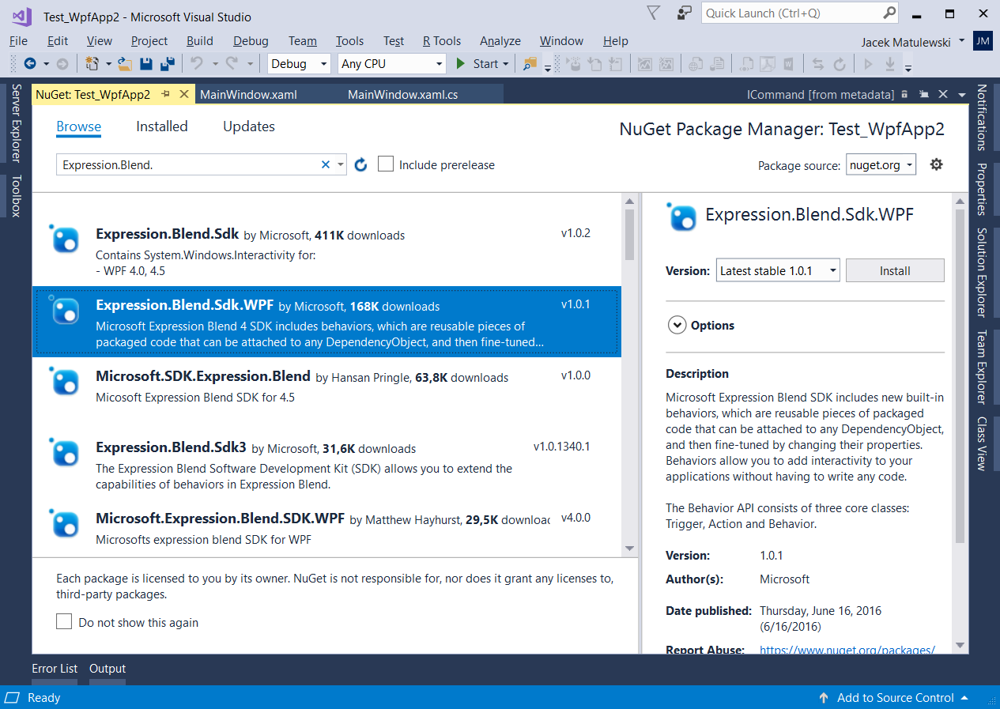 Test_WpfApp2 - Microsoft Visual Studio
Quick Launch (Ctrl+Q)
File Edit View Project Build Debug Team Tools Test R Tools Analyze Window Help
Jacek Matulewski JM
Debug Any CPU Start
Server Explorer
Toolbox
NuGet: Test_WpfApp2 MainWindow.xaml MainWindow.xaml.cs ICommand [from metadata]
Browse Installed Updates
NuGet Package Manager: Test_WpfApp2
Expression.Blend. Include prerelease
Package source: nuget.org
Expression.Blend.Sdk by Microsoft, 411K downloads v1.0.2
Contains System.Windows.Interactivity for:
- WPF 4.0, 4.5
Expression.Blend.Sdk.WPF by Microsoft, 168K downloads v1.0.1
Microsoft Expression Blend 4 SDK includes behaviors, which are reusable pieces of
packaged code that can be attached to any DependencyObject, and then fine-tuned...
Microsoft.SDK.Expression.Blend by Hansan Pringle, 63,8K downloads v1.0.0
Micosoft Expression Blend SDK for 4.5
Expression.Blend.Sdk3 by Microsoft, 31,6K downloads v1.0.1340.1
The Expression Blend Software Development Kit (SDK) allows you to extend the
capabilities of behaviors in Expression Blend.
Microsoft.Expression.Blend.SDK.WPF by Matthew Hayhurst, 29,5K downloac v4.0.0
Microsofts expression blend SDK for WPF
Each package is licensed to you by its owner. NuGet is not responsible for, nor does it grant any licenses to,
third-party packages.
Do not show this again
Expression.Blend.Sdk.WPF
Version: Latest stable 1.0.1 Install
Options
Description
Microsoft Expression Blend SDK includes new built-in
behaviors, which are reusable pieces of packaged
code that can be attached to any DependencyObject,
and then fine-tuned by changing their properties.
Behaviors allow you to add interactivity to your
applications without having to write any code.
The Behavior API consists of three core classes:
Trigger, Action and Behavior.
Version: 1.0.1
Author(s): Microsoft
Date published: Thursday, June 16, 2016
(6/16/2016)
Report Abuse: https://www.nuget.org/packages/
Notifications
Properties
Solution Explorer
Team Explorer
Class View
Error List Output
Ready
Add to Source Control